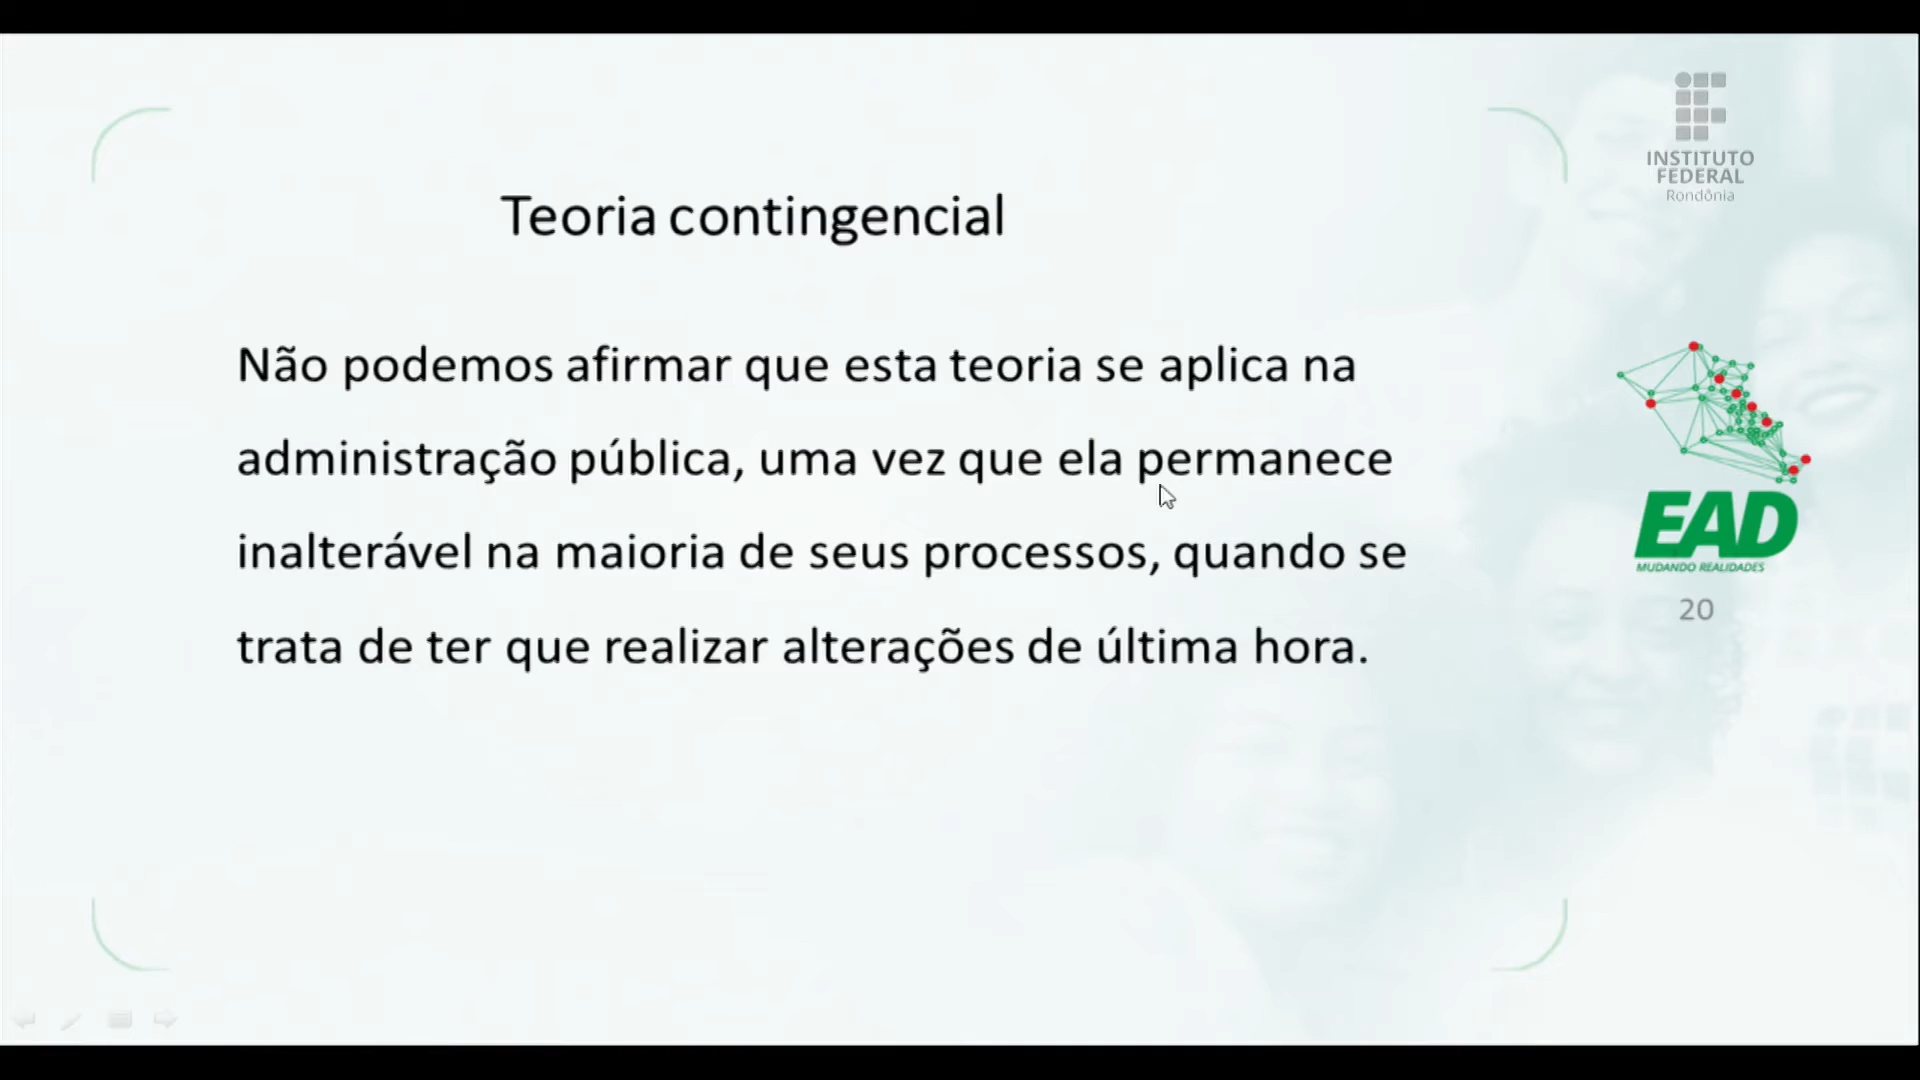 INSTITUTO
FEDERAL
Rondônia
Teoria contingencial
Não podemos afirmar que esta teoria se aplica na
administração pública, uma vez que ela permanece
inalterável na maioria de seus processos, quando se
trata de ter que realizar alterações de última hora.
EAD
MUDANDO REALIDADES
20